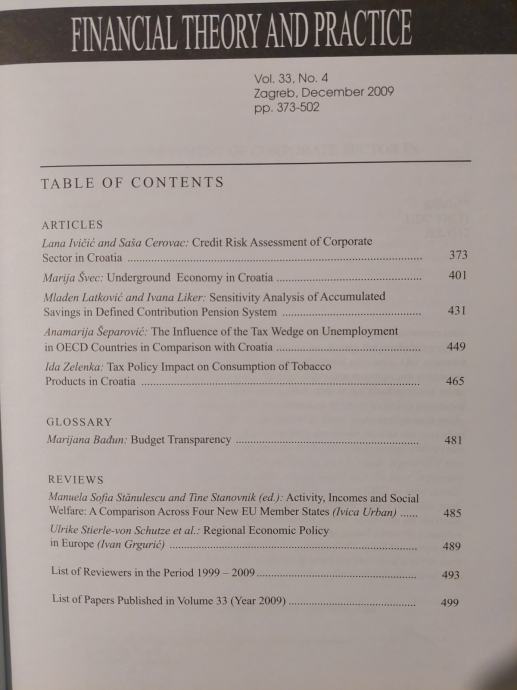 FINANCIAL THEORY AND PRACTICE
Vol. 33, No. 4
Zagreb, December 2009
pp. 373-502
TABLE OF CONTENTS
ARTICLES
Lana Ivičić and Saša Cerovac: Credit Risk Assessment of Corporate
Sector in Croatia ........ 373
Marija Švec: Underground Economy in Croatia ........ 401
Mladen Latković and Ivana Liker: Sensitivity Analysis of Accumulated
Savings in Defined Contribution Pension System ........ 431
Anamarija Šeparović: The Influence of the Tax Wedge on Unemployment
in OECD Countries in Comparison with Croatia ........ 449
Ida Zelenka: Tax Policy Impact on Consumption of Tobacco
Products in Croatia ........ 465
GLOSSARY
Marijana Bađun: Budget Transparency ........ 481
REVIEWS
Manuela Sofia Stănulescu and Tine Stanovnik (ed.): Activity, Incomes and Social
Welfare: A Comparison Across Four New EU Member States (Ivica Urban) ...... 485
Ulrike Stierle-von Schutze et al.: Regional Economic Policy
in Europe (Ivan Grgurić) ........ 489
List of Reviewers in the Period 1999 – 2009 ........ 493
List of Papers Published in Volume 33 (Year 2009) ........ 499